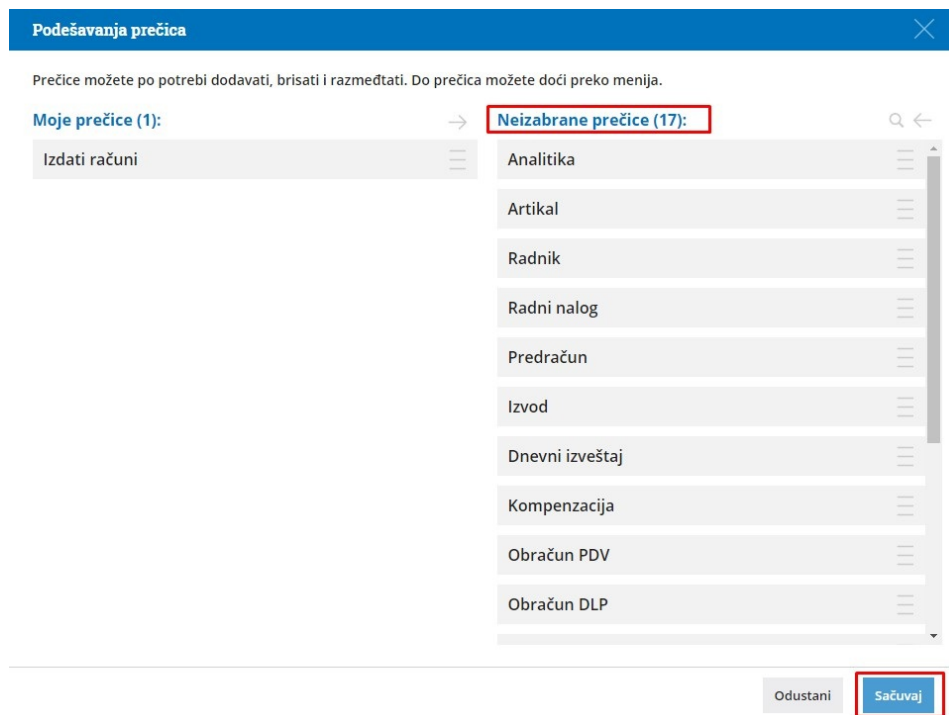 Podešavanja prečica
Prečice možete po potrebi dodavati, brisati i razmeđtati. Do prečica možete doći preko menija.
Moje prečice (1):
Izdati računi
Neizabrane prečice (17):
Analitika
Artikal
Radnik
Radni nalog
Predračun
Izvod
Dnevni izveštaj
Kompenzacija
Obračun PDV
Obračun DLP
Odustani
Sačuvaj